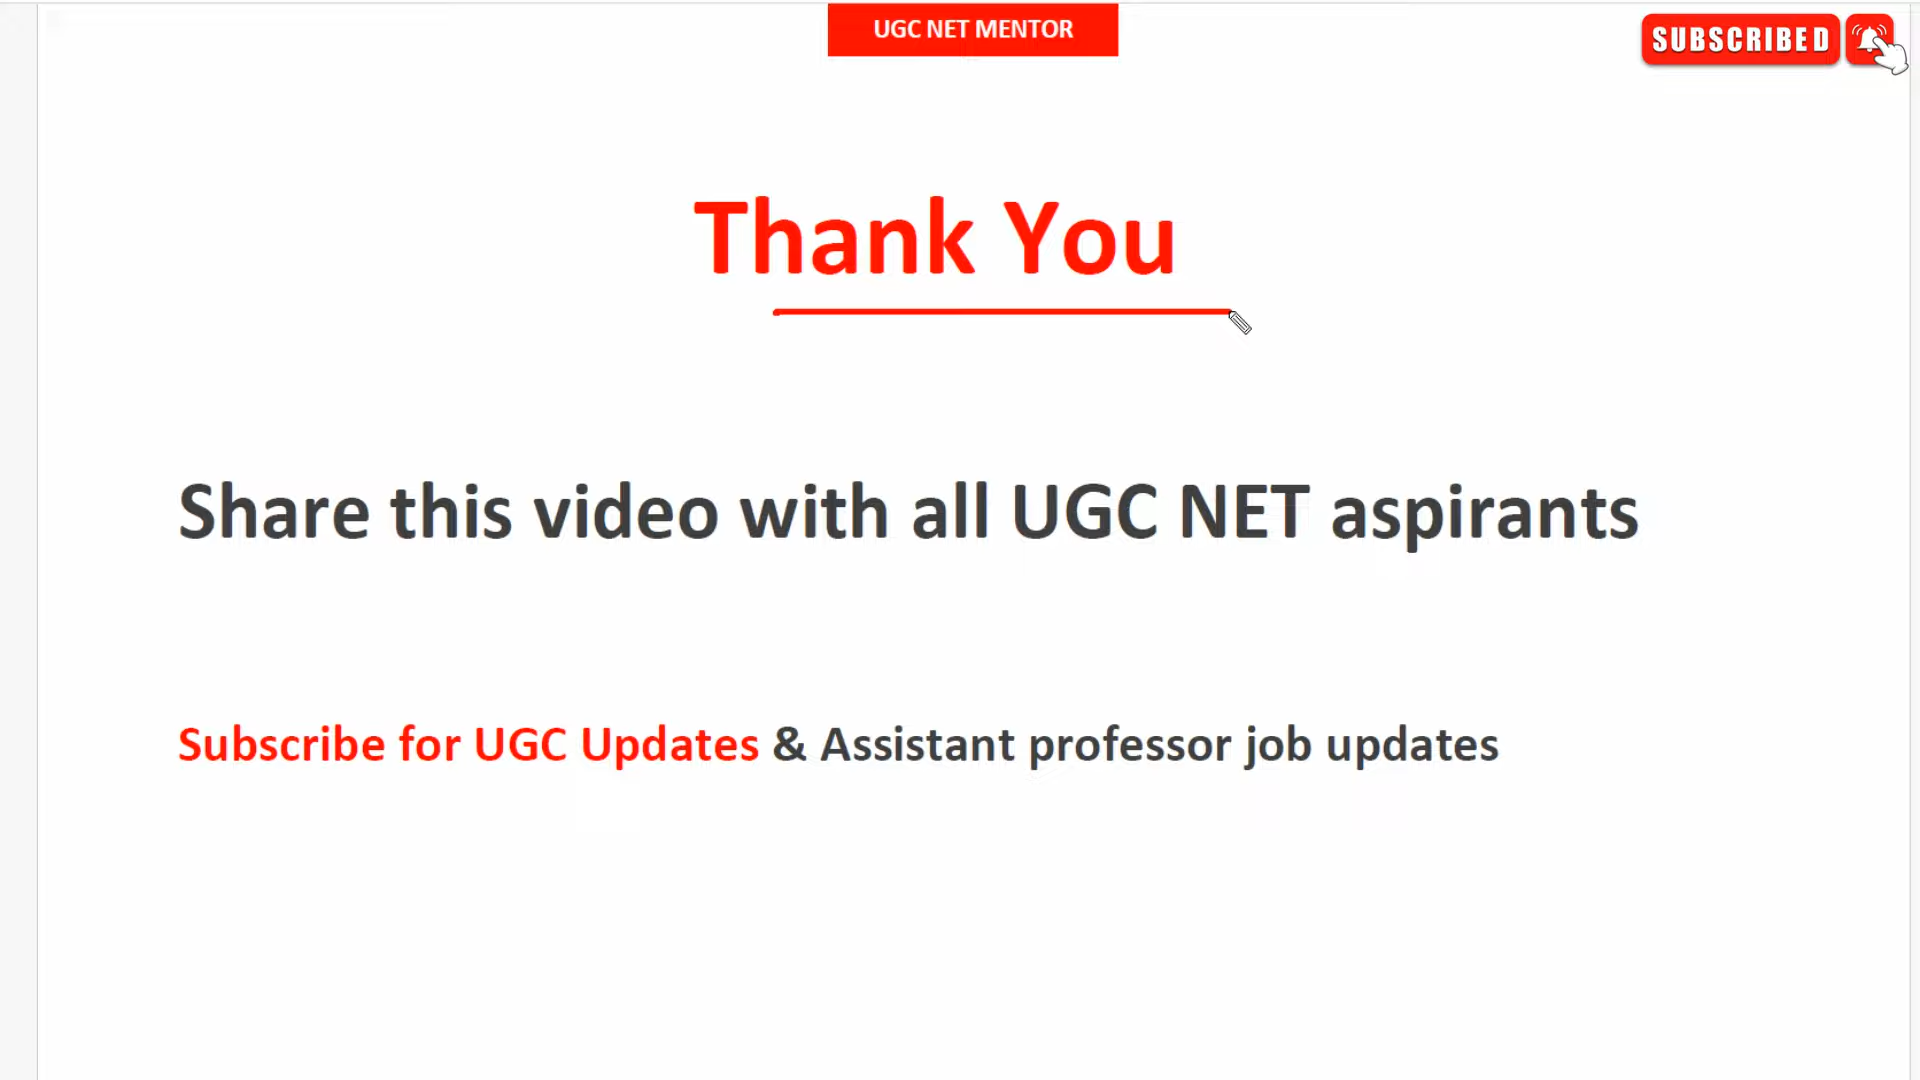 UGC NET MENTOR
SUBSCRIBED
Thank You
Share this video with all UGC NET aspirants
Subscribe for UGC Updates & Assistant professor job updates